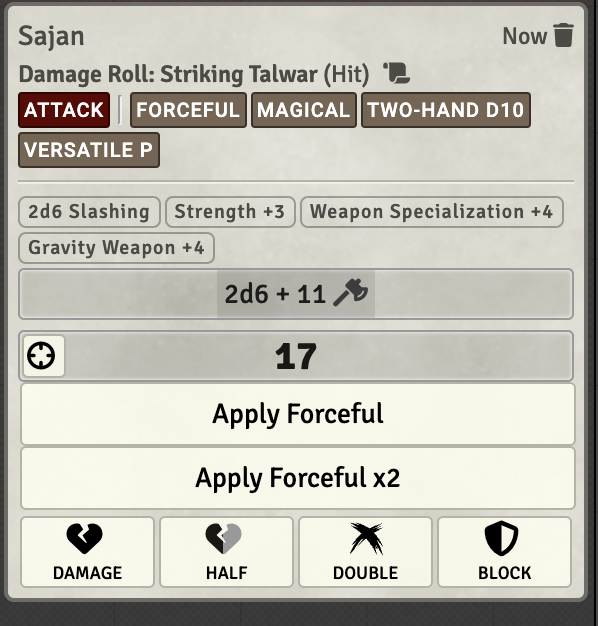 Sajan Now
Damage Roll: Striking Talwar (Hit)
ATTACK FORCEFUL MAGICAL TWO-HAND D10
VERSATILE P
2d6 Slashing Strength +3 Weapon Specialization +4
Gravity Weapon +4
2d6 + 11
17
Apply Forceful
Apply Forceful x2
DAMAGE HALF DOUBLE BLOCK